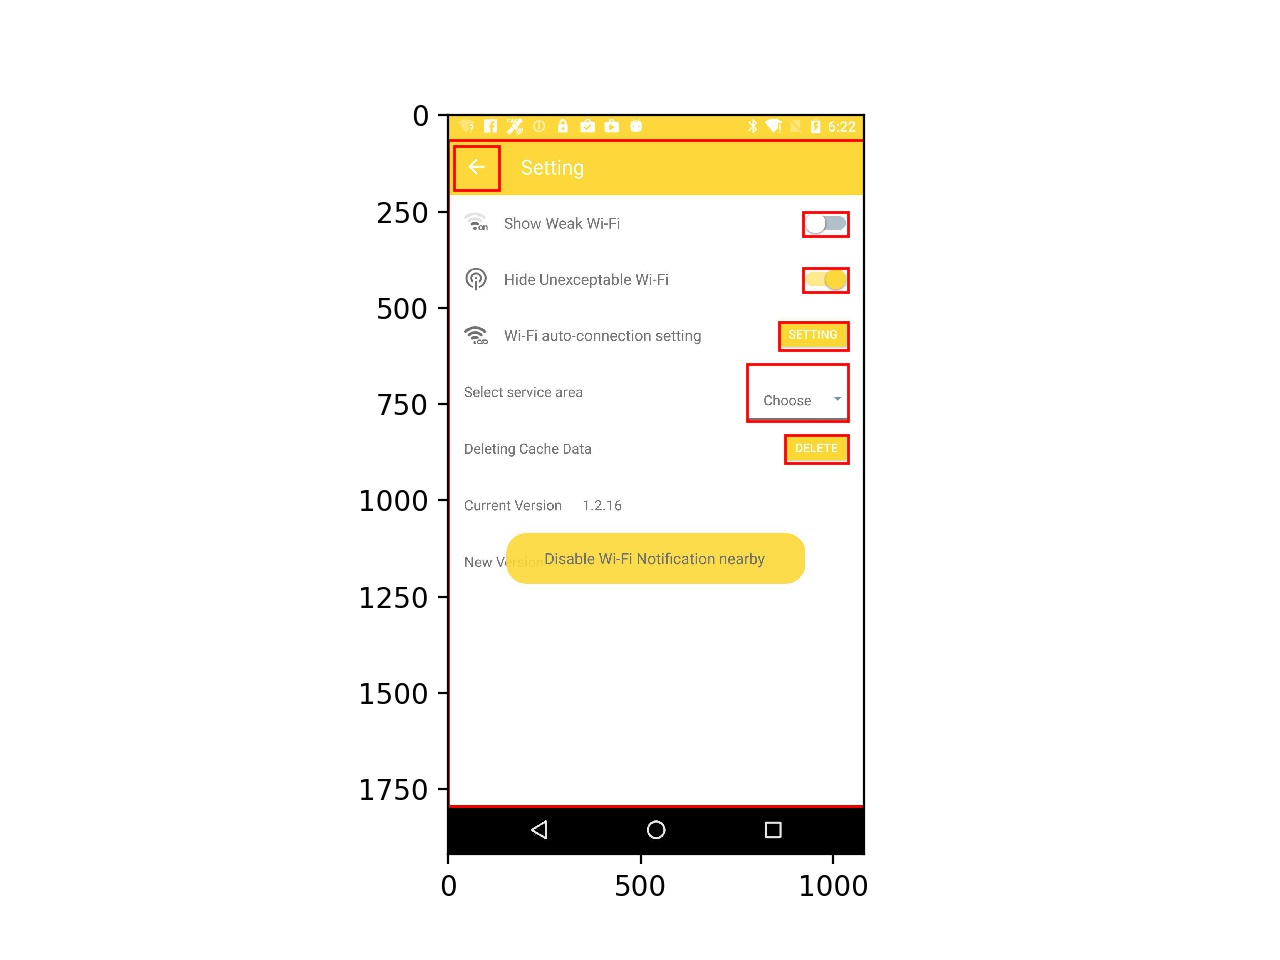 0
250
500
750
1000
1250
1500
1750
0 500 1000
6:22
Setting
on Show Weak Wi-Fi
Hide Unexceptable Wi-Fi
Wi-Fi auto-connection setting SETTING
Select service area Choose
Deleting Cache Data DELETE
Current Version 1.2.16
New Version
Disable Wi-Fi Notification nearby